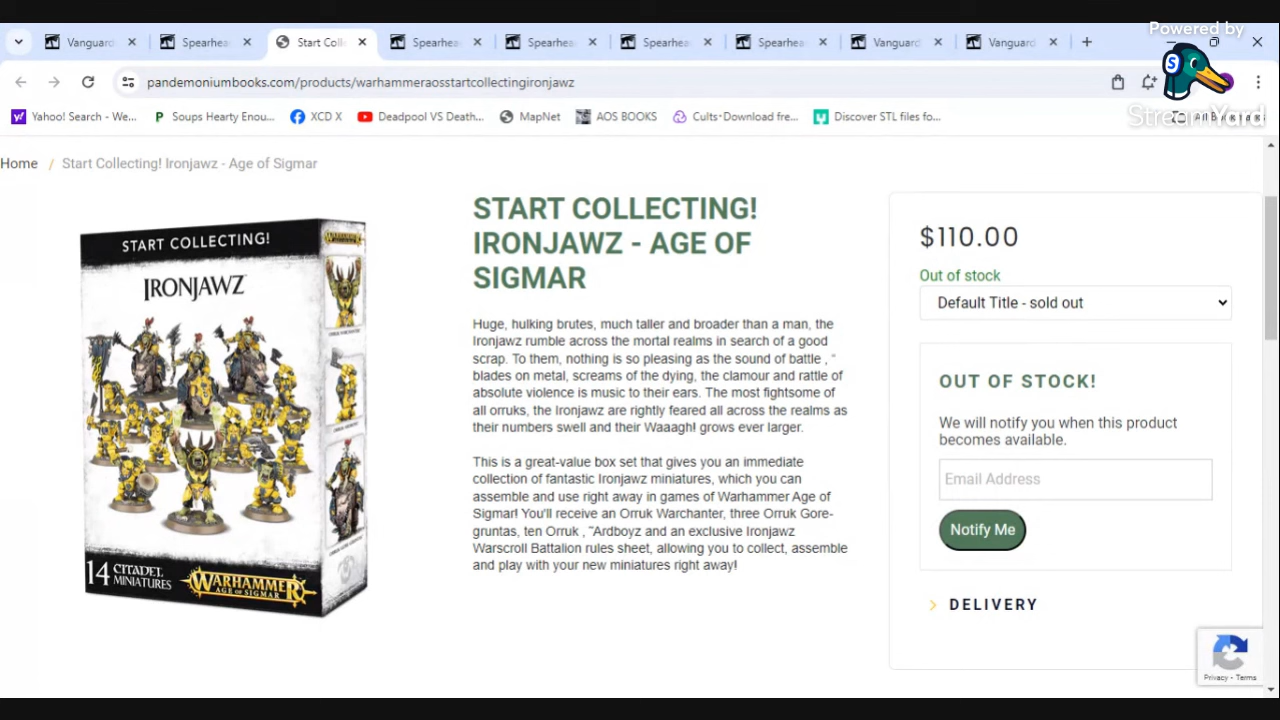 Powered by
StreamYard
Vanguard
Spearhea
Start Colle
Spearhea
Spearhea
Spearhea
Spearhea
Vanguard
Vanguard
pandemoniumbooks.com/products/warhammeraosstartcollectingironjawz
Yahoo! Search - We...
Soups Hearty Enou...
XCD X
Deadpool VS Death...
MapNet
AOS BOOKS
Cults・Download fre...
Discover STL files fo...
All Bookmarks
Home / Start Collecting! Ironjawz - Age of Sigmar
START COLLECTING!
IRONJAWZ
14 CITADEL MINIATURES
WARHAMMER
AGE OF SIGMAR
START COLLECTING!
IRONJAWZ - AGE OF
SIGMAR
Huge, hulking brutes, much taller and broader than a man, the
Ironjawz rumble across the mortal realms in search of a good
scrap. To them, nothing is so pleasing as the sound of battle , “
blades on metal, screams of the dying, the clamour and rattle of
absolute violence is music to their ears. The most fightsome of
all orruks, the Ironjawz are rightly feared all across the realms as
their numbers swell and their Waaagh! grows ever larger.
This is a great-value box set that gives you an immediate
collection of fantastic Ironjawz miniatures, which you can
assemble and use right away in games of Warhammer Age of
Sigmar! You'll receive an Orruk Warchanter, three Orruk Gore-
gruntas, ten Orruk , ˜Ardboyz and an exclusive Ironjawz
Warscroll Battalion rules sheet, allowing you to collect, assemble
and play with your new miniatures right away!
$110.00
Out of stock
Default Title - sold out
OUT OF STOCK!
We will notify you when this product
becomes available.
Email Address
Notify Me
DELIVERY
Privacy - Terms